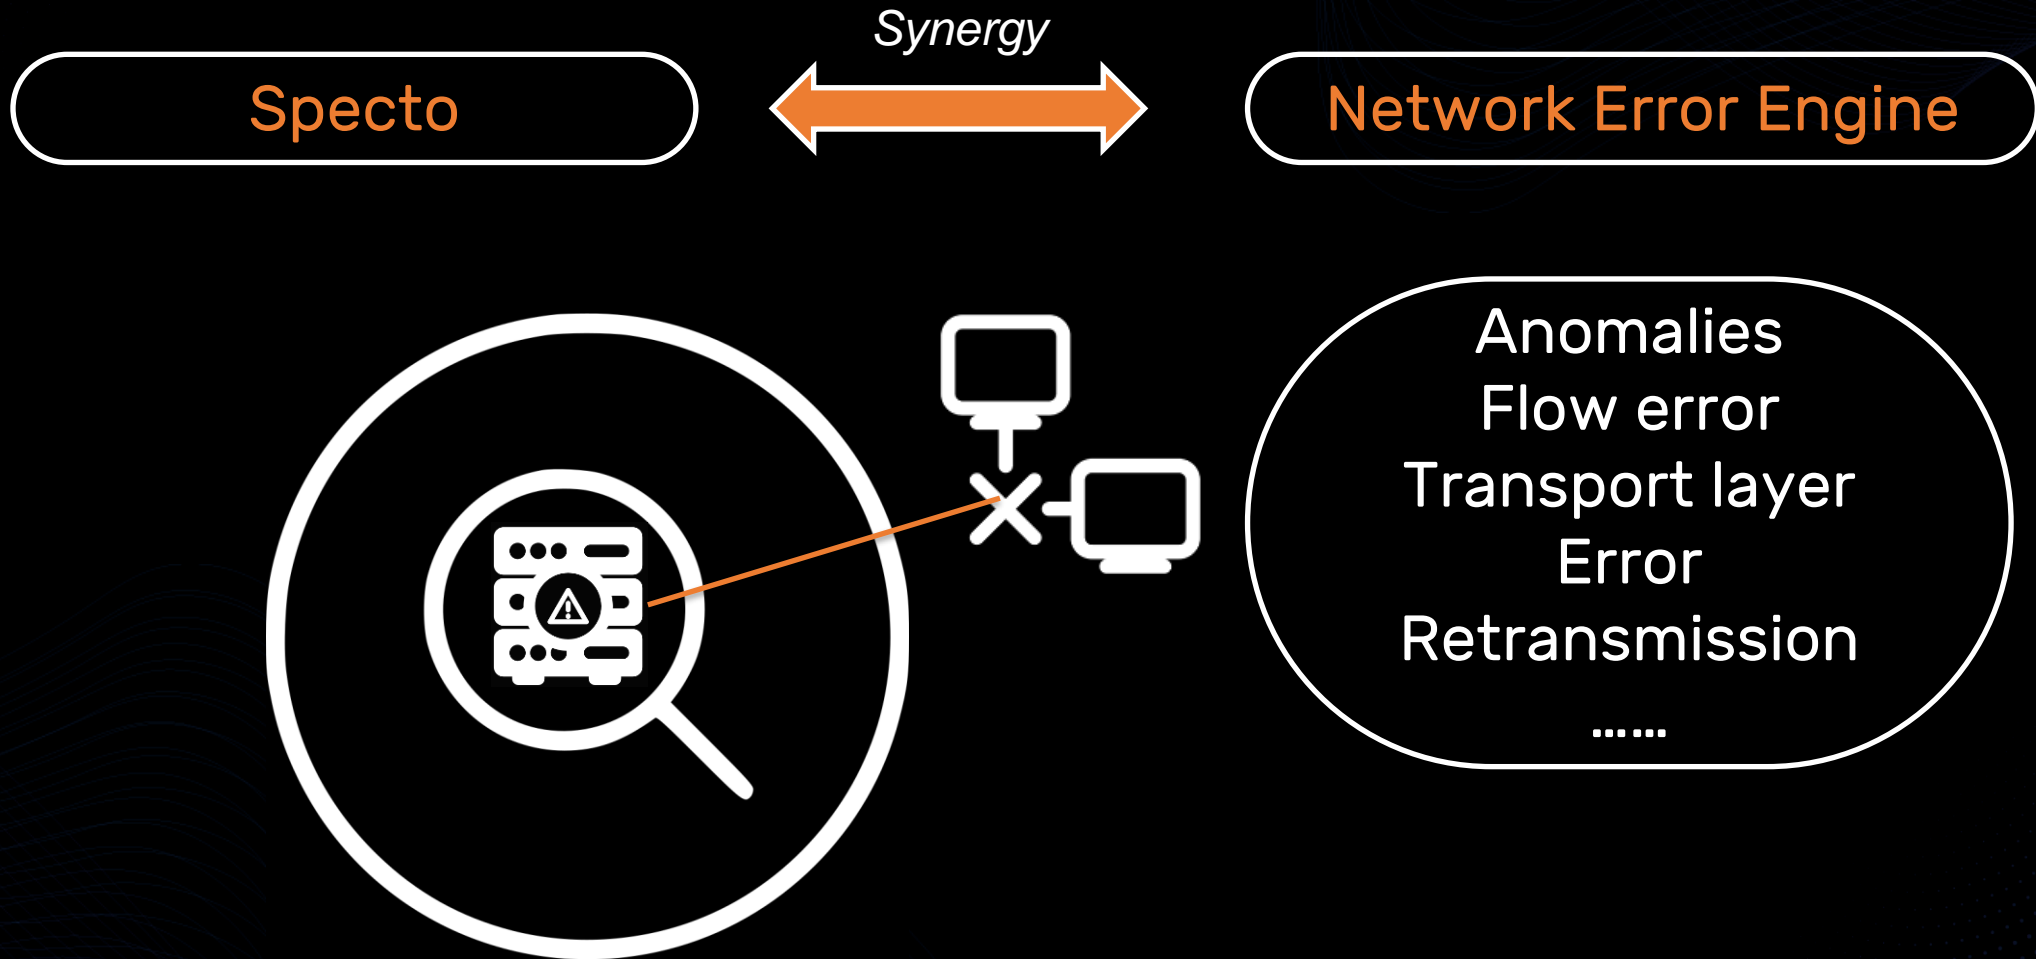 Synergy
Specto
Network Error Engine
Anomalies
Flow error
Transport layer
Error
Retransmission
......